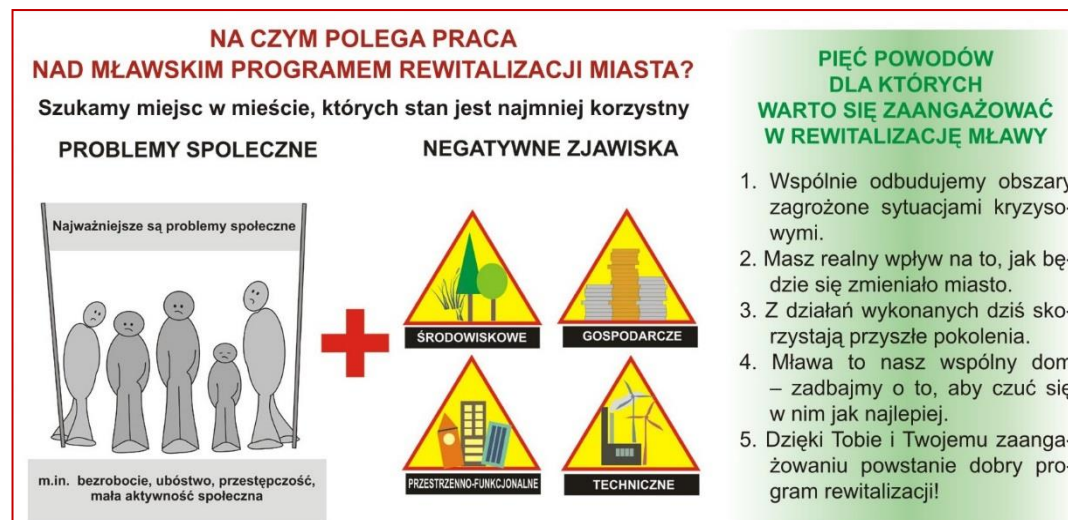 NA CZYM POLEGA PRACA
NAD MŁAWSKIM PROGRAMEM REWITALIZACJI MIASTA?
Szukamy miejsc w mieście, których stan jest najmniej korzystny
PROBLEMY SPOŁECZNE
Najważniejsze są problemy społeczne
m.in. bezrobocie, ubóstwo, przestępczość,
mała aktywność społeczna
NEGATYWNE ZJAWISKA
ŚRODOWISKOWE
GOSPODARCZE
PRZESTRZENNO-FUNKCJONALNE
TECHNICZNE
PIĘĆ POWODÓW
DLA KTÓRYCH
WARTO SIĘ ZAANGAŻOWAĆ
W REWITALIZACJĘ MŁAWY
1. Wspólnie odbudujemy obszary
zagrożone sytuacjami kryzyso-
wymi.
2. Masz realny wpływ na to, jak bę-
dzie się zmieniało miasto.
3. Z działań wykonanych dziś sko-
rzystają przyszłe pokolenia.
4. Mława to nasz wspólny dom
– zadbajmy o to, aby czuć się
w nim jak najlepiej.
5. Dzięki Tobie i Twojemu zaanga-
żowaniu powstanie dobry pro-
gram rewitalizacji!